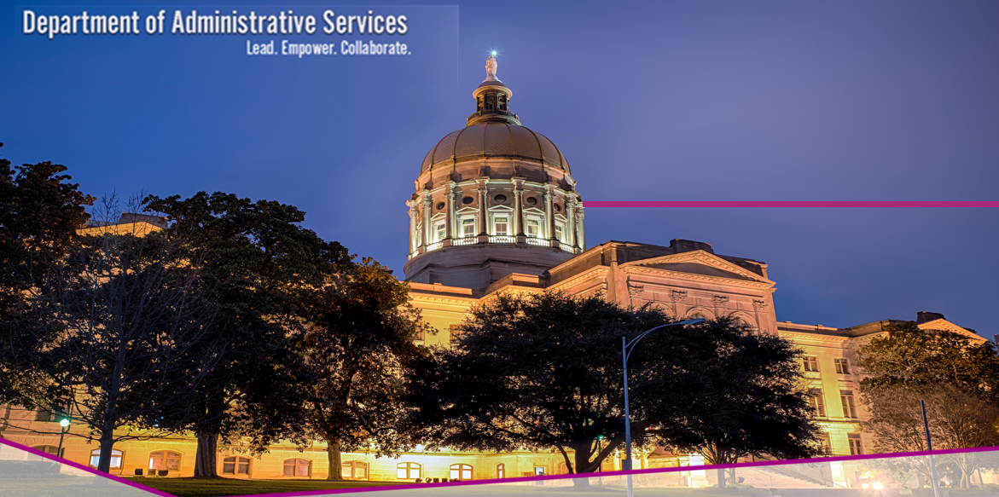 Department of Administrative Services
Lead. Empower. Collaborate.